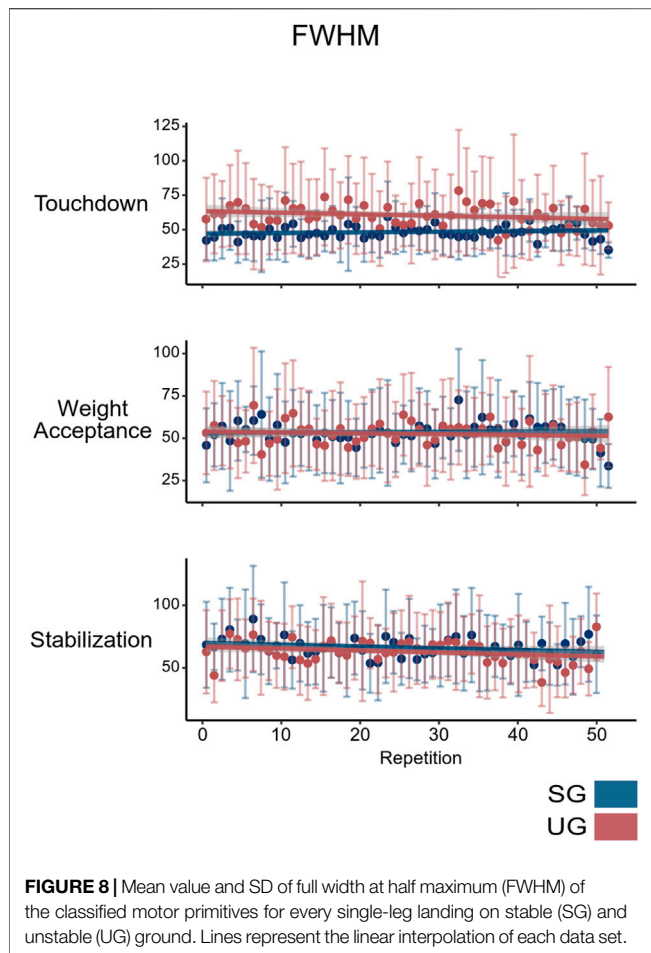 FWHM
125
100
75
50
25
Touchdown
100
75
50
25
Weight
Acceptance
100
50
Stabilization
0 10 20 30 40 50
Repetition
SG
UG
FIGURE 8 | Mean value and SD of full width at half maximum (FWHM) of
the classified motor primitives for every single-leg landing on stable (SG) and
unstable (UG) ground. Lines represent the linear interpolation of each data set.